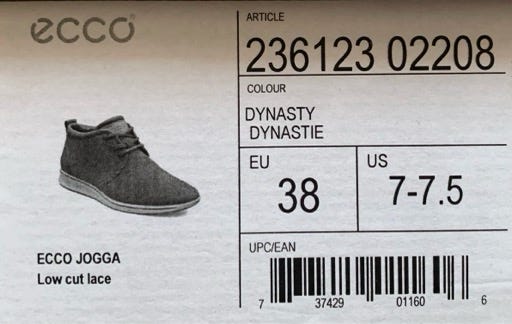 ecco
ECCO JOGGA
Low cut lace
ARTICLE
236123 02208
COLOUR
DYNASTY
DYNASTIE
EU
38
US
7-7.5
UPC/EAN
7 37429 01160 6